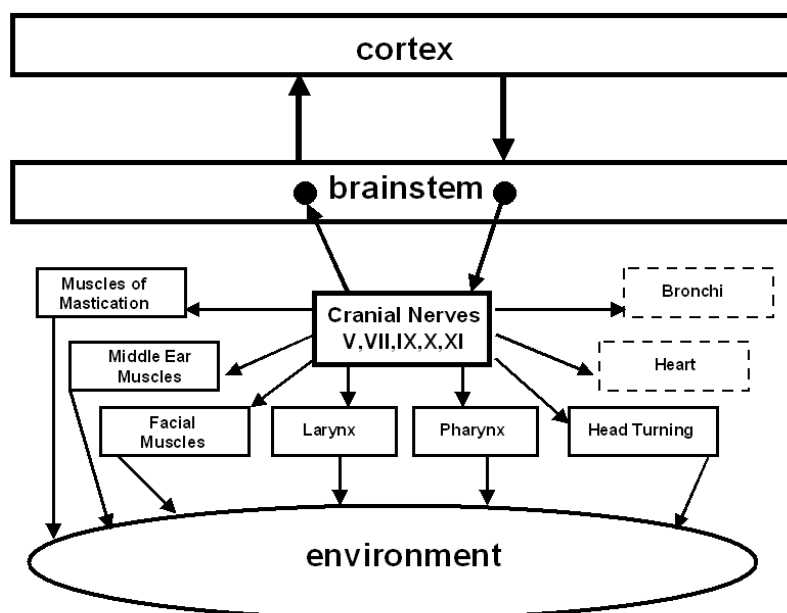 cortex
brainstem
Muscles of
Mastication
Cranial Nerves
V,VII,IX,X,XI
Bronchi
Middle Ear
Muscles
Heart
Facial
Muscles
Larynx
Pharynx
Head Turning
environment